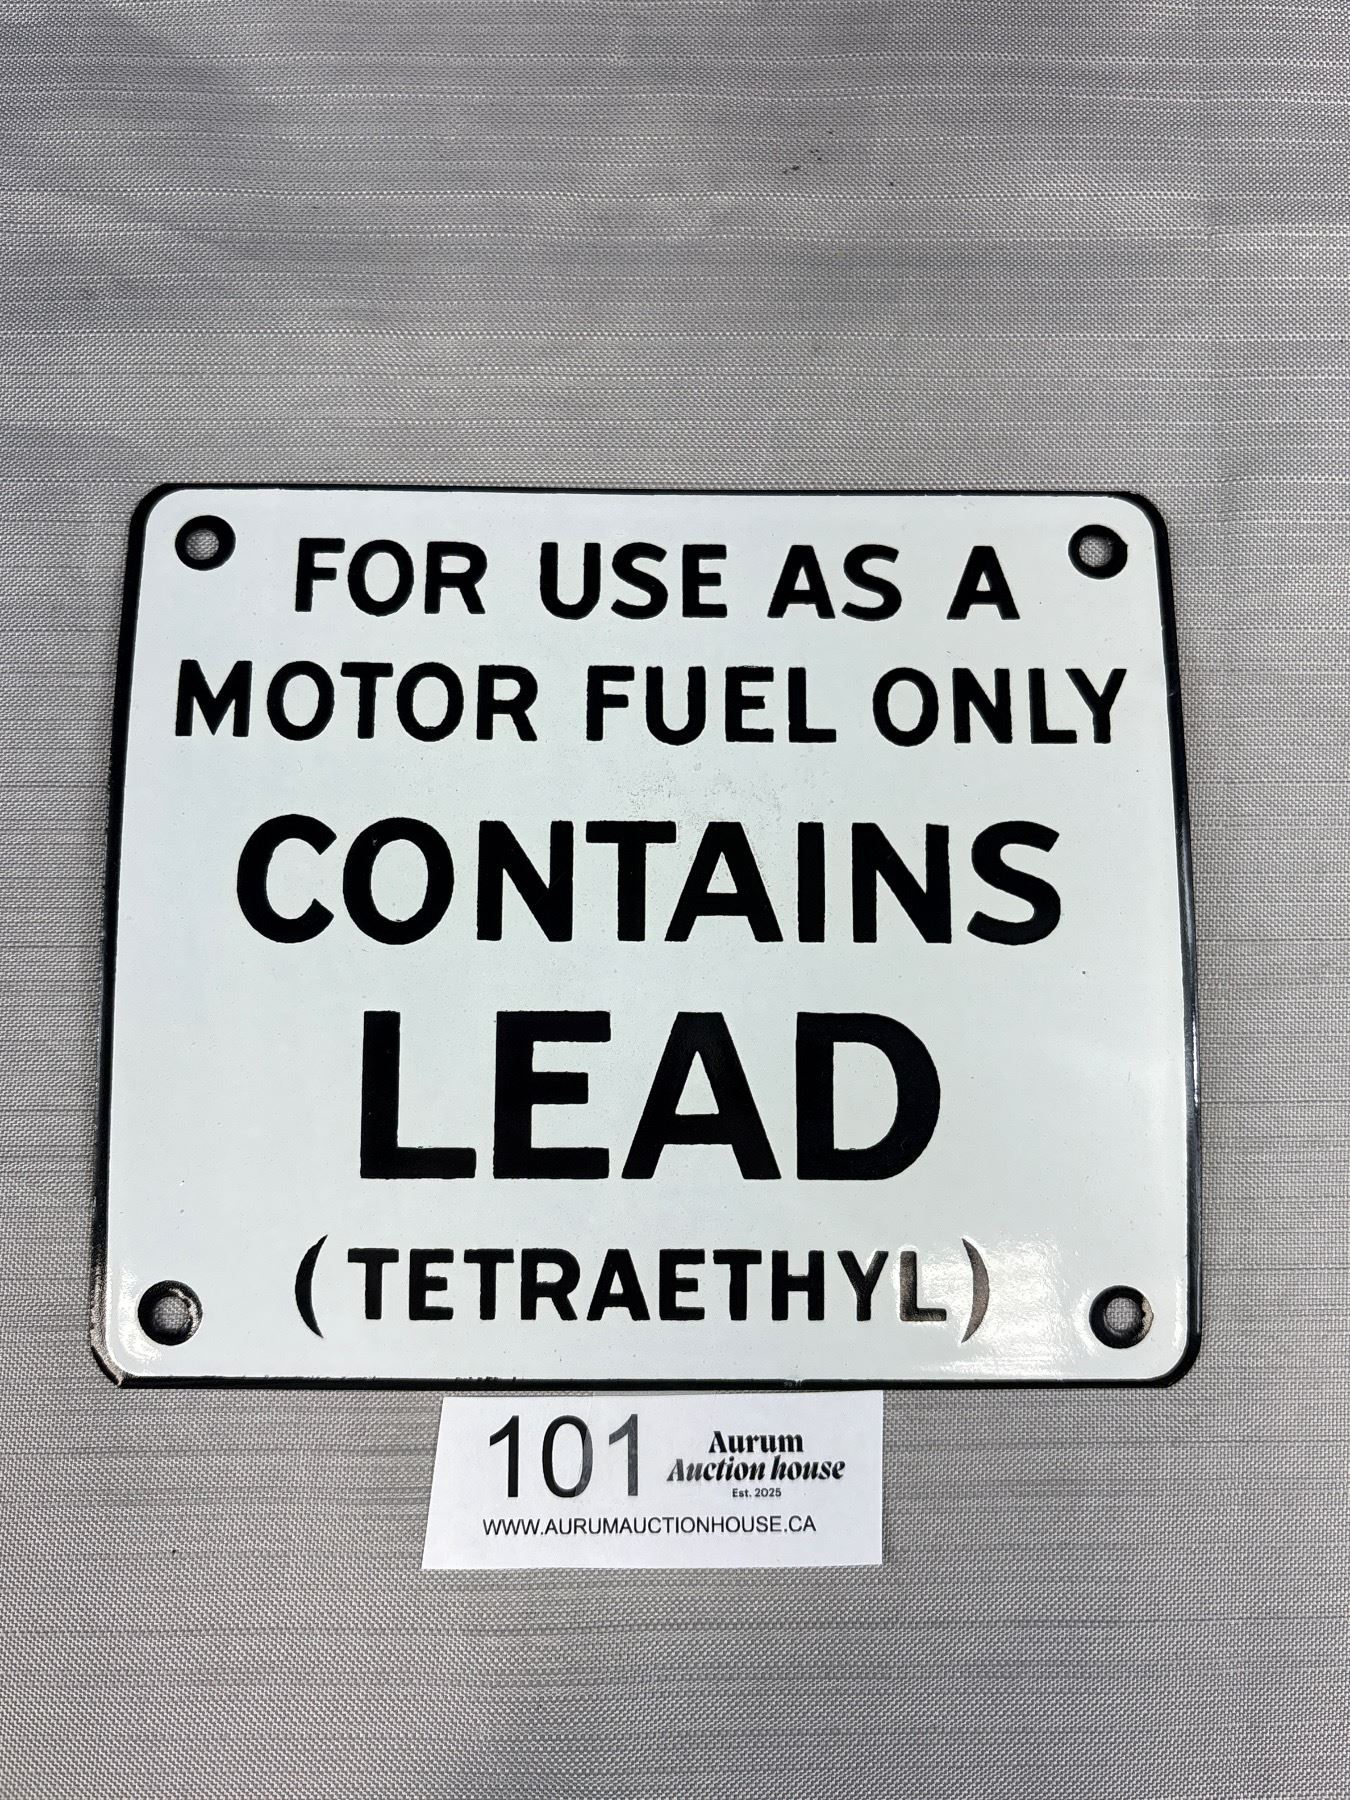 FOR USE AS A
MOTOR FUEL ONLY
CONTAINS
LEAD
(TETRAETHYL)
101
Aurum
Auction house
Est. 2025
WWW.AURUMAUCTIONHOUSE.CA